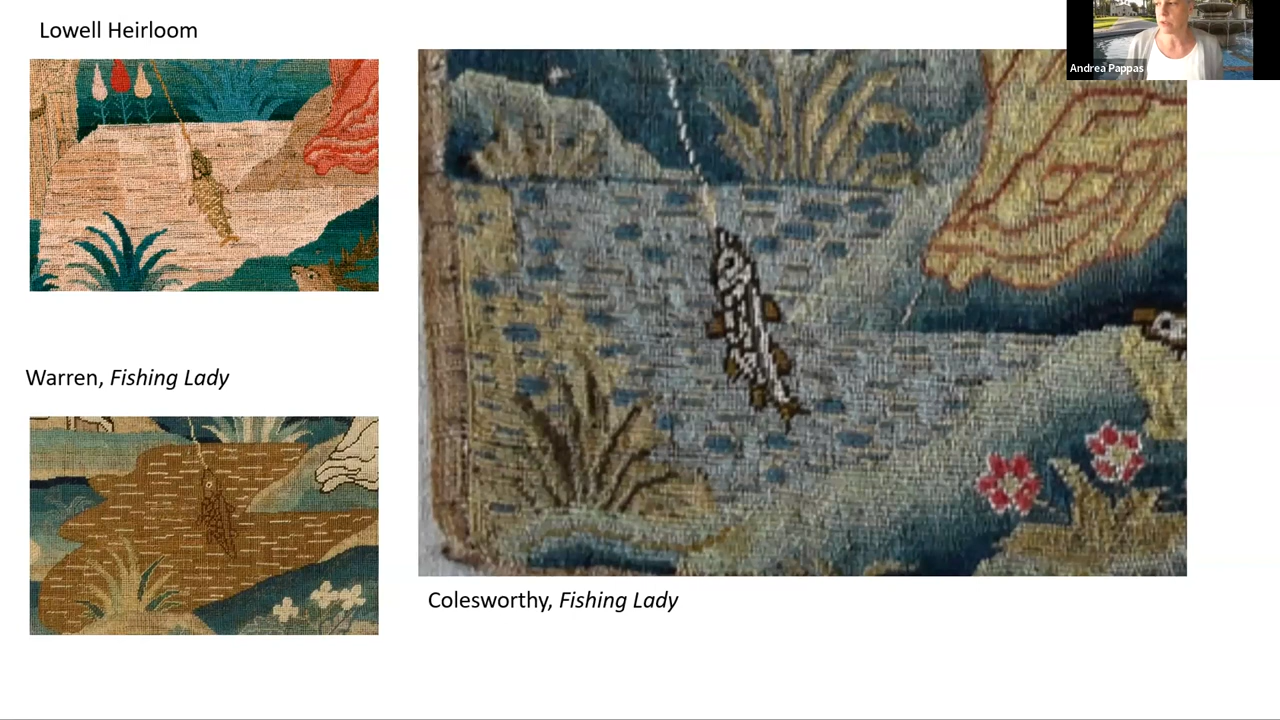 Lowell Heirloom
Andrea Pappas
Warren, Fishing Lady
Colesworthy, Fishing Lady